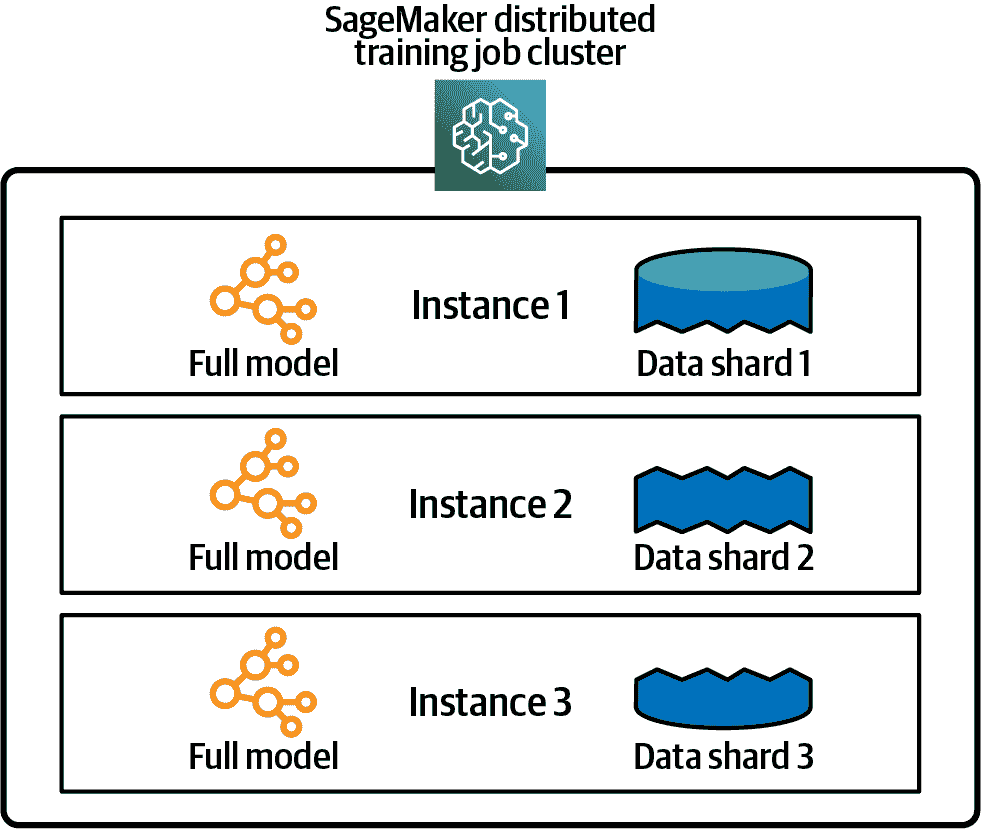 SageMaker distributed
training job cluster
Instance 1
Full model
Data shard 1
Instance 2
Full model
Data shard 2
Instance 3
Full model
Data shard 3